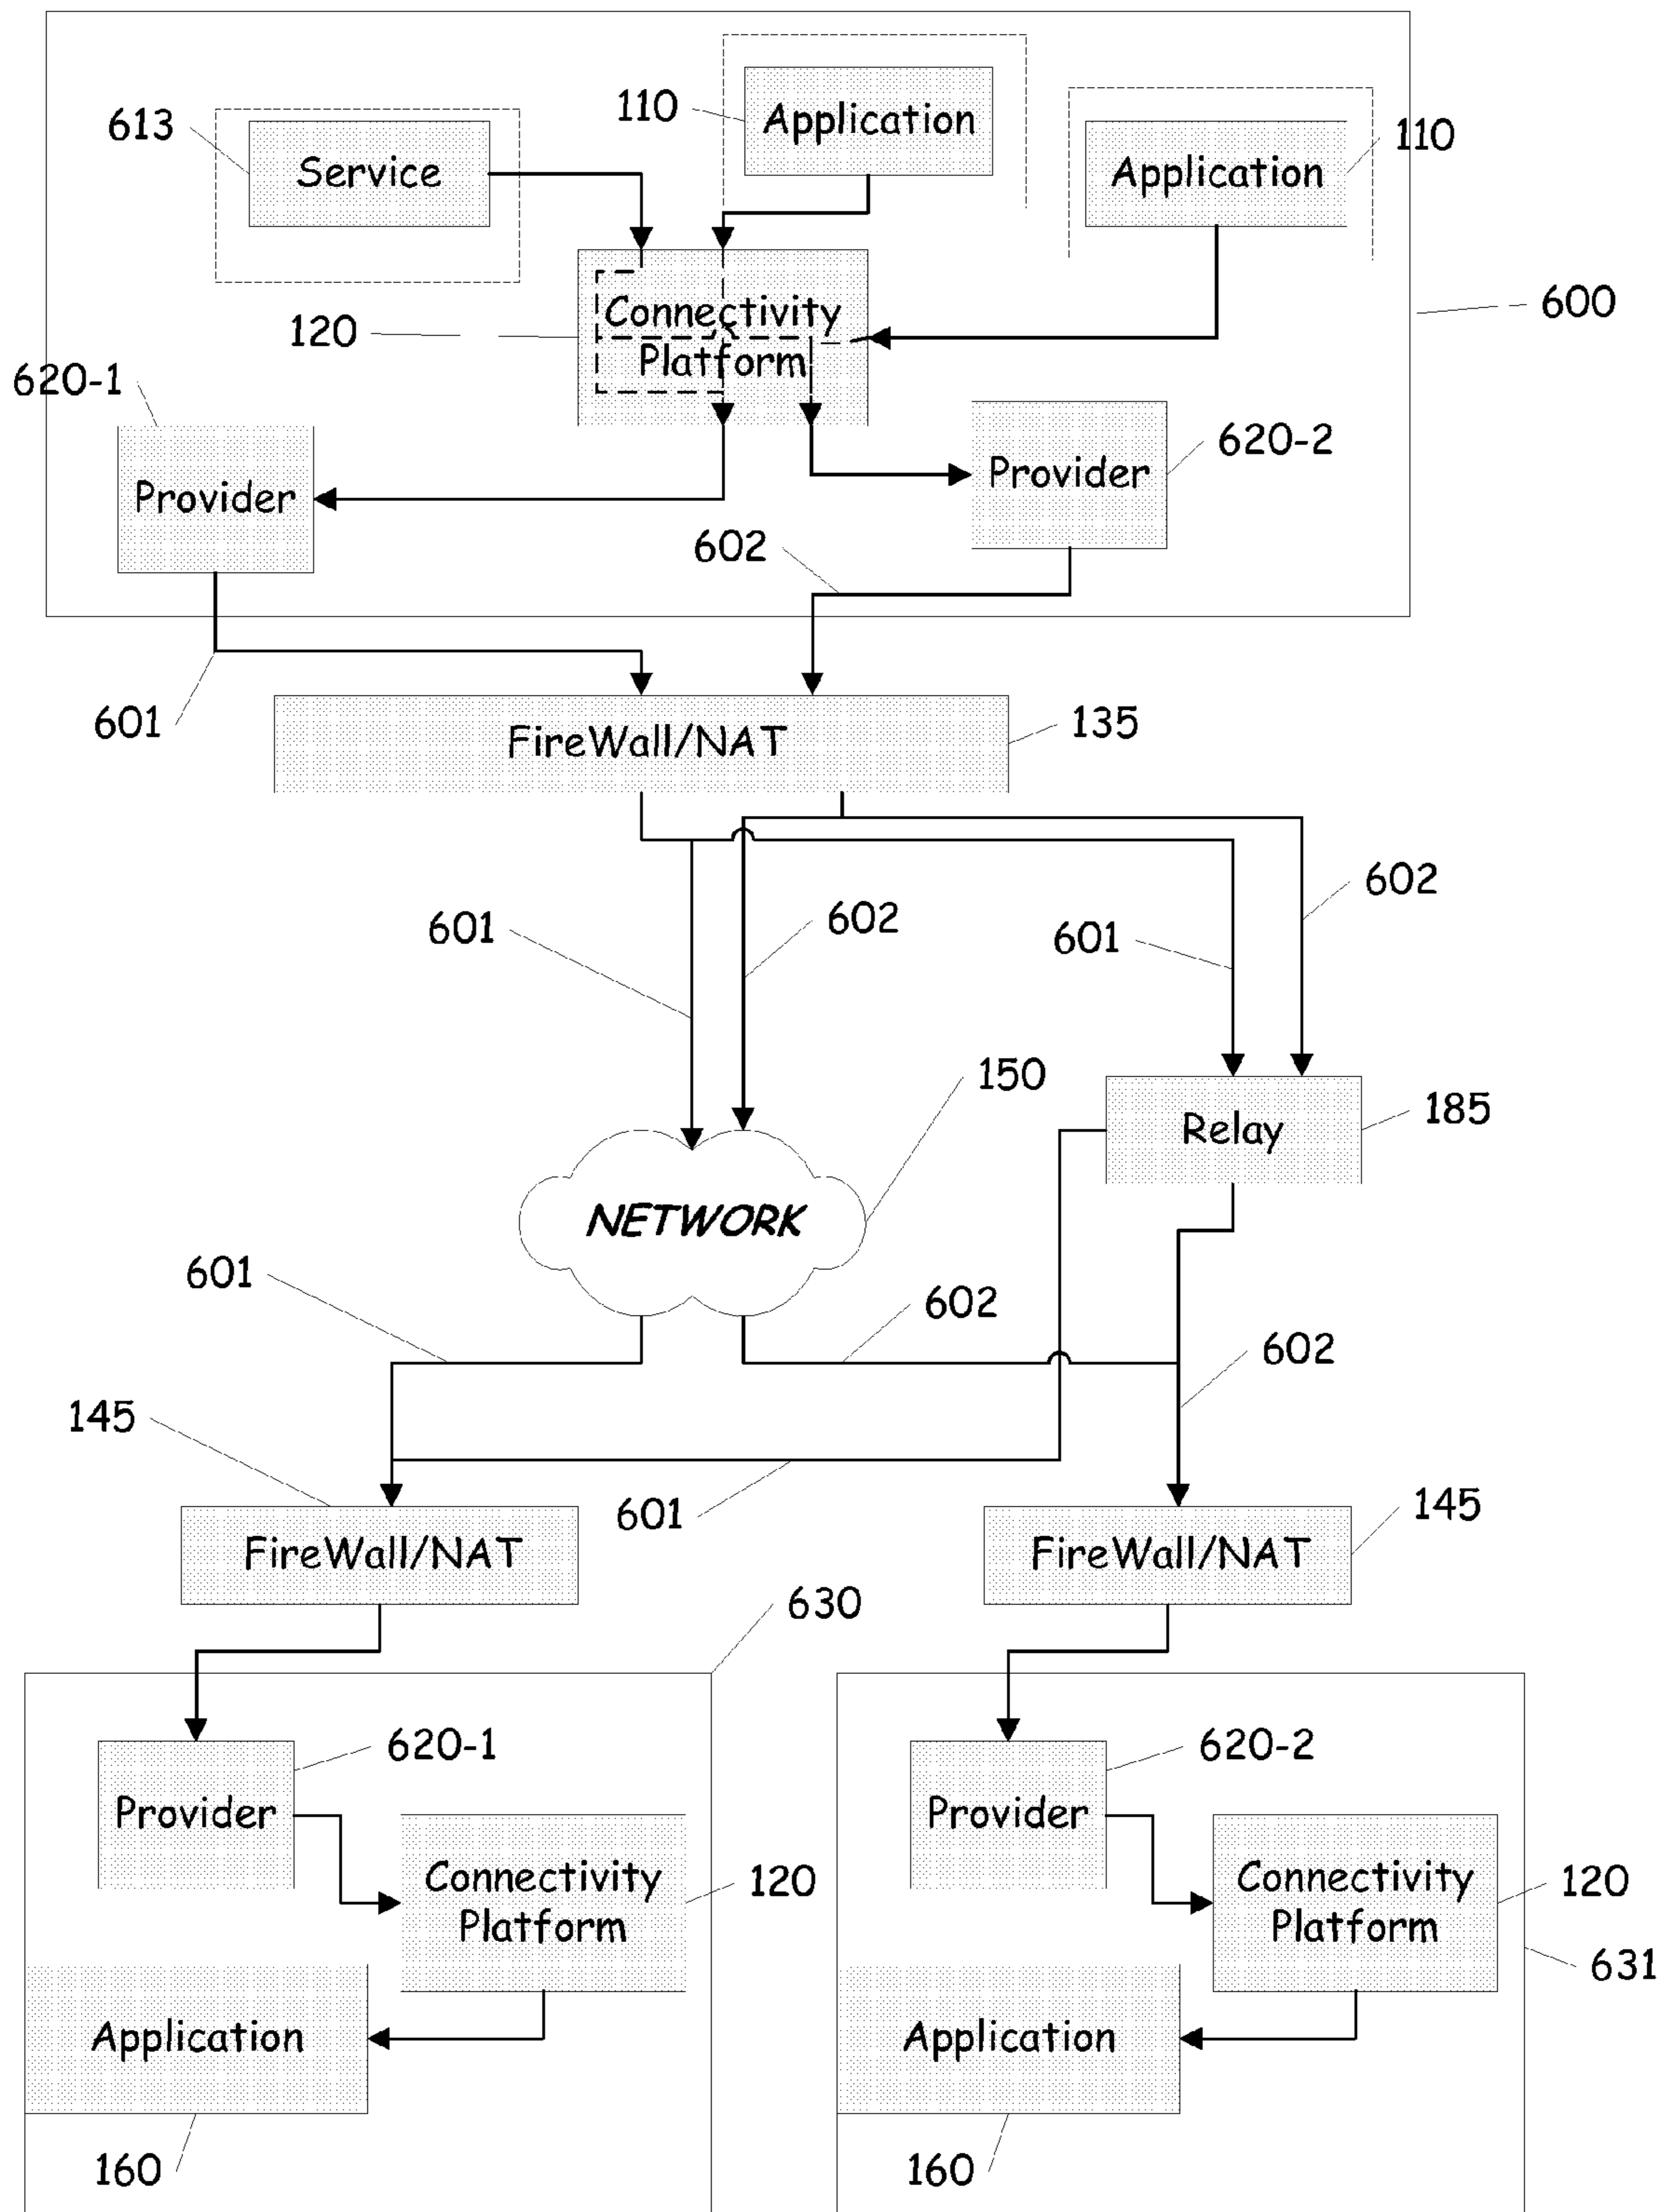 110
Application
613
Service
110
Application
600
120
Connectivity
Platform
620-1
Provider
620-2
Provider
602
601
FireWall/NAT
135
602
601
602
601
150
185
Relay
NETWORK
601
602
602
145
601
FireWall/NAT
145
FireWall/NAT
630
620-1
Provider
620-2
Provider
Connectivity
Platform
120
Connectivity
Platform
120
631
Application
Application
160
160